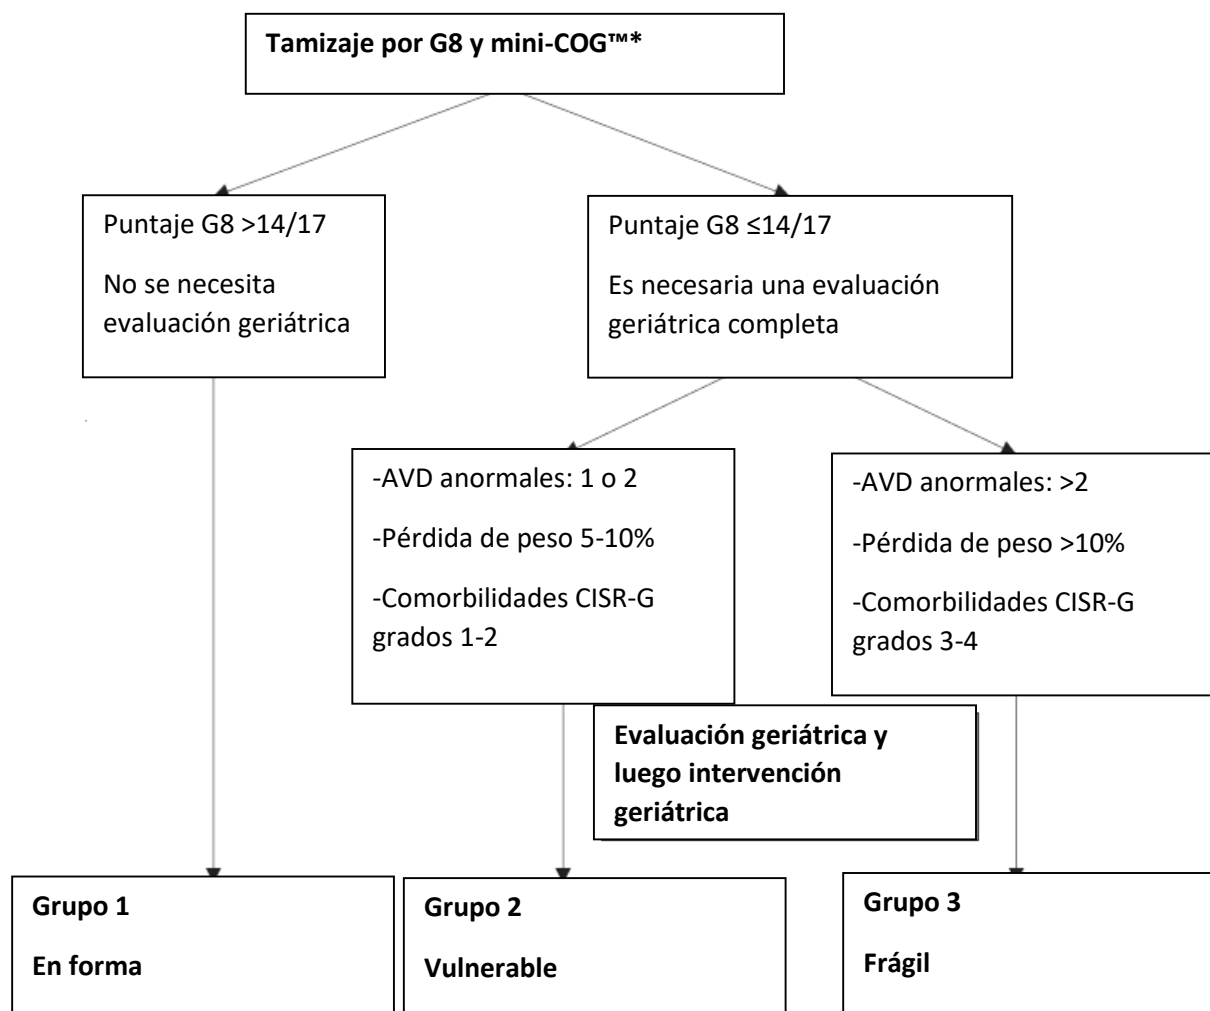 Tamizaje por G8 y mini-COG™*
Puntaje G8 >14/17
No se necesita
evaluación geriátrica
Puntaje G8 ≤14/17
Es necesaria una evaluación
geriátrica completa
-AVD anormales: 1 o 2
-Pérdida de peso 5-10%
-Comorbilidades CISR-G
grados 1-2
-AVD anormales: >2
-Pérdida de peso >10%
-Comorbilidades CISR-G
grados 3-4
Evaluación geriátrica y
luego intervención
geriátrica
Grupo 1
En forma
Grupo 2
Vulnerable
Grupo 3
Frágil